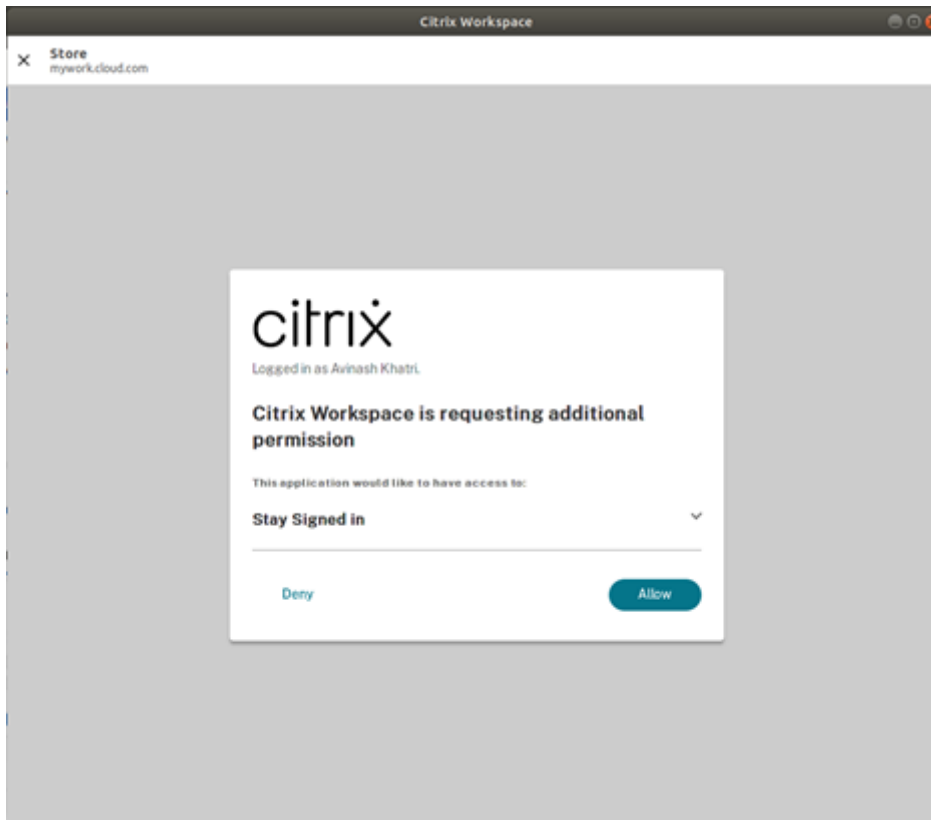 Citrix Workspace
Store
mywork.cloud.com
citrix
Logged in as Avinash Khatri.
Citrix Workspace is requesting additional
permission
This application would like to have access to:
Stay Signed in
Deny
Allow